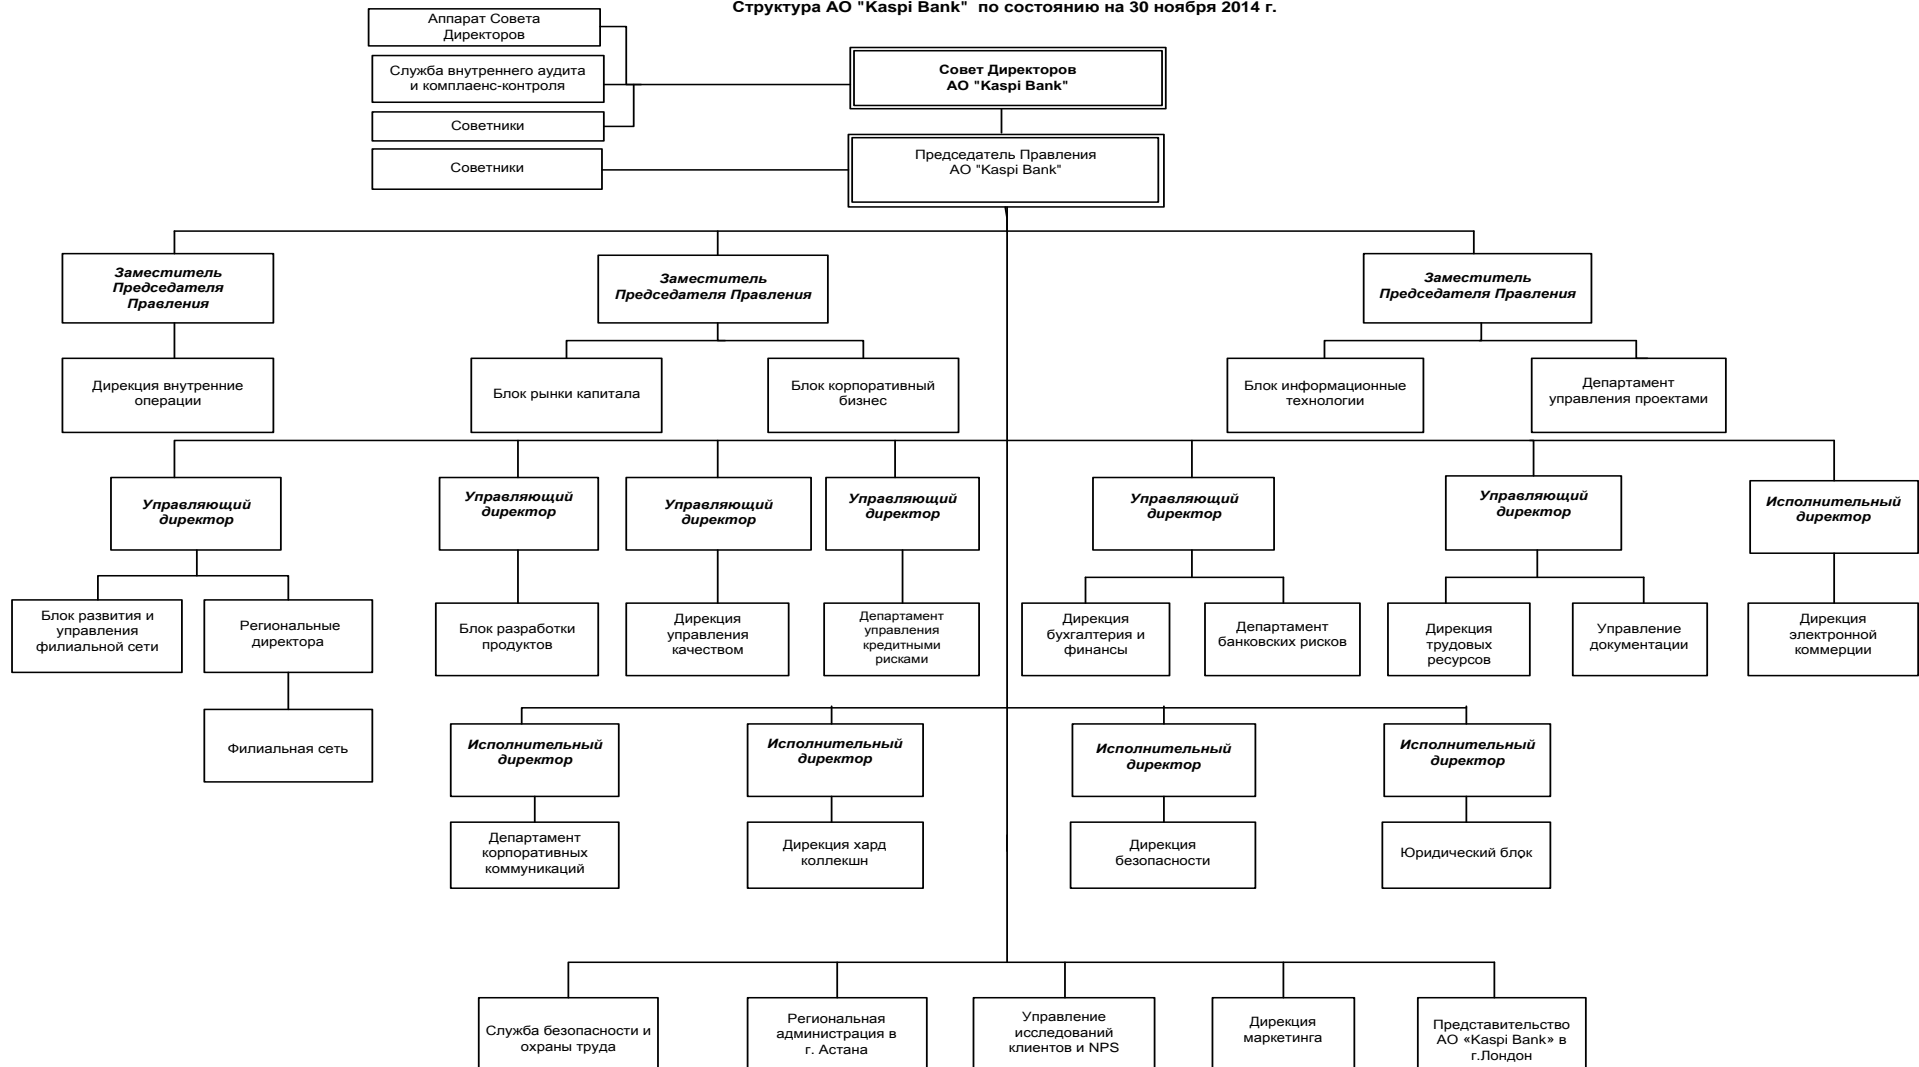 Структура АО "Kaspi Bank" по состоянию на 30 ноября 2014 г.
Аппарат Совета
Директоров
Служба внутреннего аудита
и комплаенс-контроля
Советники
Советники
Совет Директоров
АО "Kaspi Bank"
Председатель Правления
АО "Kaspi Bank"
Заместитель
Председателя
Правления
Заместитель
Председателя Правления
Заместитель
Председателя Правления
Дирекция внутренние
операции
Блок рынки капитала
Блок корпоративный
бизнес
Блок информационные
технологии
Департамент
управления проектами
Управляющий
директор
Управляющий
директор
Управляющий
директор
Управляющий
директор
Управляющий
директор
Управляющий
директор
Исполнительный
директор
Блок развития и
управления
филиальной сети
Региональные
директора
Блок разработки
продуктов
Дирекция
управления
качеством
Департамент
управления
кредитными
рисками
Дирекция
бухгалтерия и
финансы
Департамент
банковских рисков
Дирекция
трудовых
ресурсов
Управление
документации
Дирекция
электронной
коммерции
Филиальная сеть
Исполнительный
директор
Исполнительный
директор
Исполнительный
директор
Исполнительный
директор
Департамент
корпоративных
коммуникаций
Дирекция хард
коллекшн
Дирекция
безопасности
Юридический блок
Служба безопасности и
охраны труда
Региональная
администрация в
г. Астана
Управление
исследований
клиентов и NPS
Дирекция
маркетинга
Представительство
АО «Kaspi Bank» в
г.Лондон